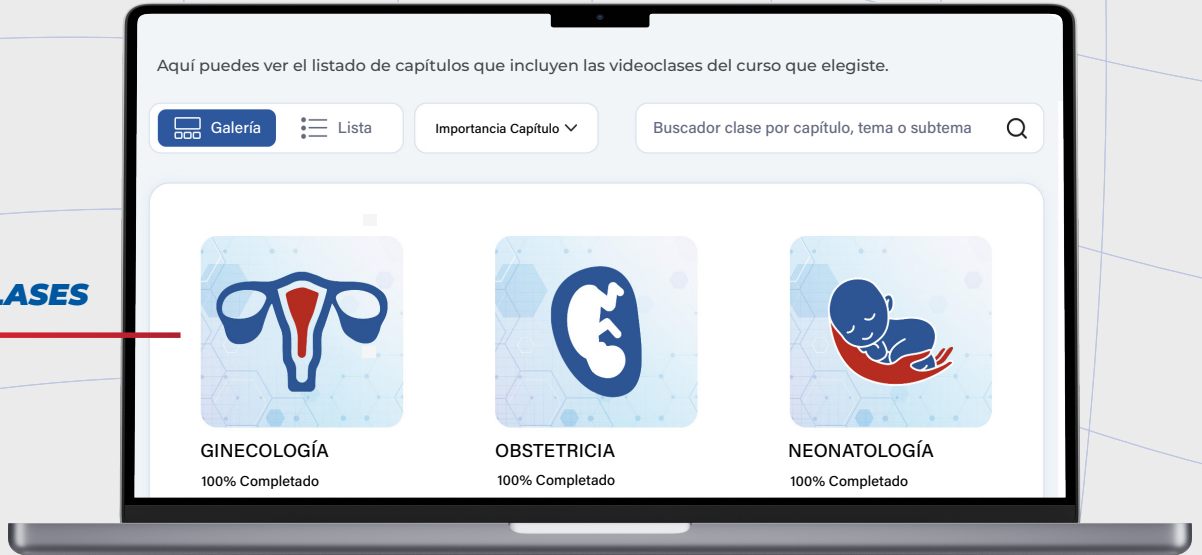 Aquí puedes ver el listado de capítulos que incluyen las videoclases del curso que elegiste.
Galería
Lista
Importancia Capítulo
Buscador clase por capítulo, tema o subtema
LASES
GINECOLOGÍA
100% Completado
OBSTETRICIA
100% Completado
NEONATOLOGÍA
100% Completado